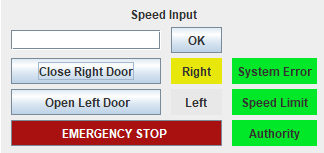 Speed Input
OK
Close Right Door Right System Error
Open Left Door Left Speed Limit
EMERGENCY STOP Authority